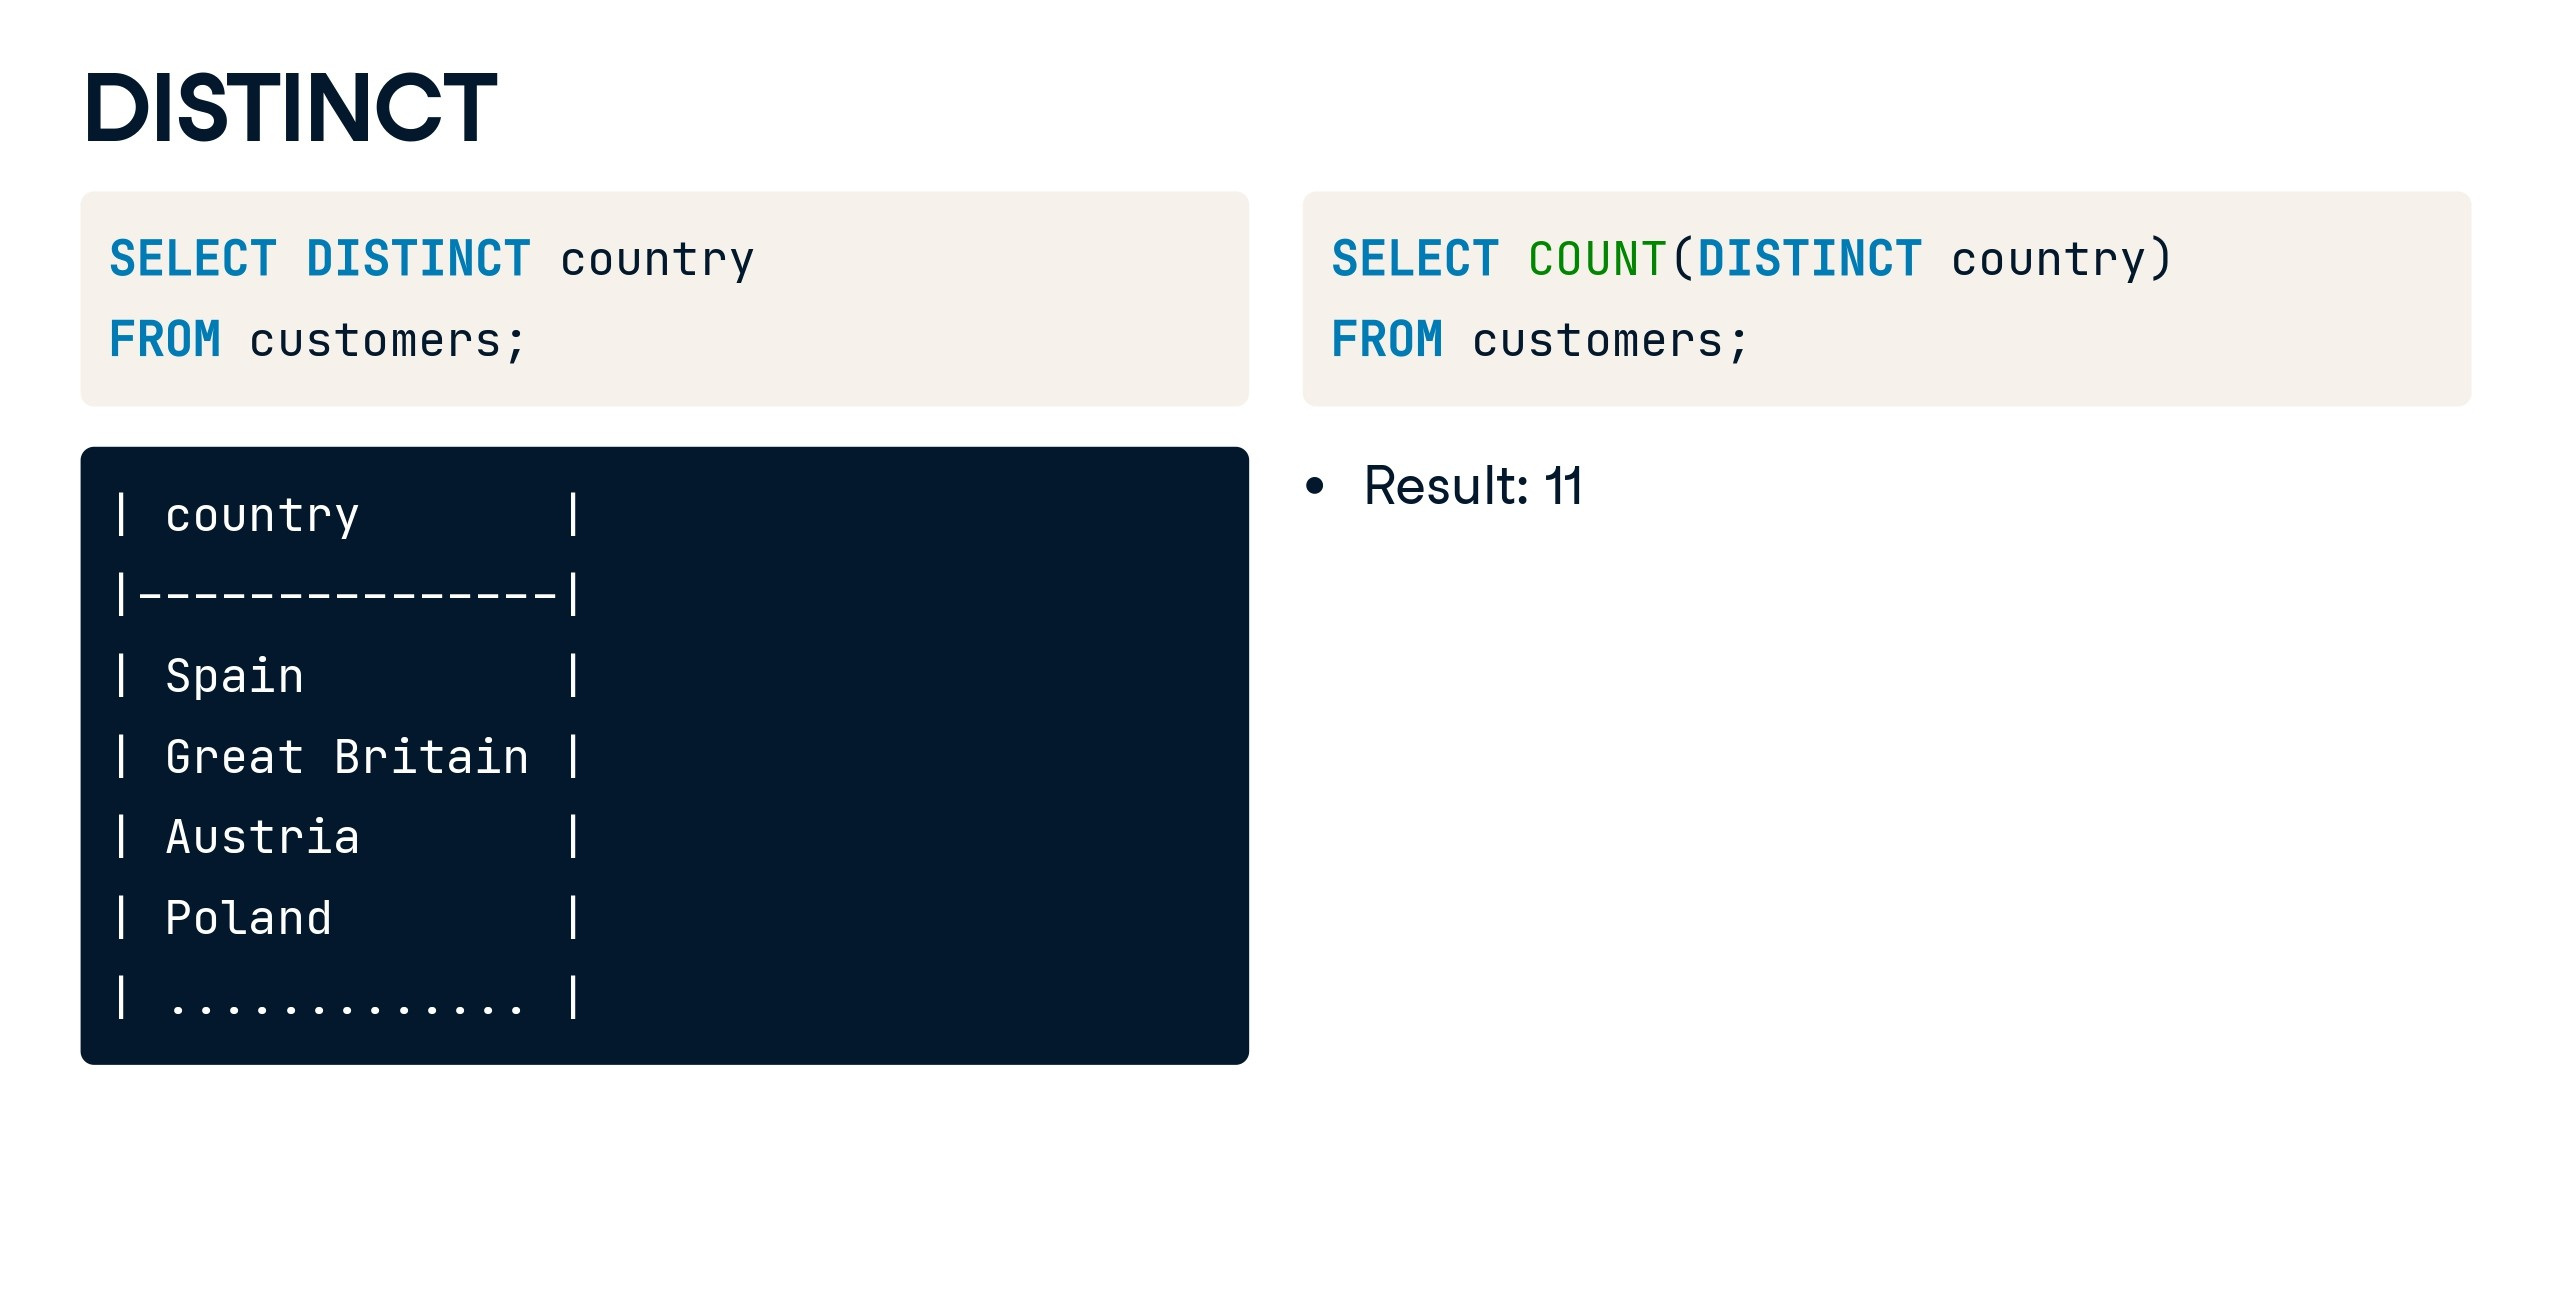 DISTINCT
SELECT DISTINCT country
FROM customers;
| country       |
|---------------|
| Spain         |
| Great Britain |
| Austria       |
| Poland        |
| ............. |
SELECT COUNT(DISTINCT country)
FROM customers;
• Result: 11